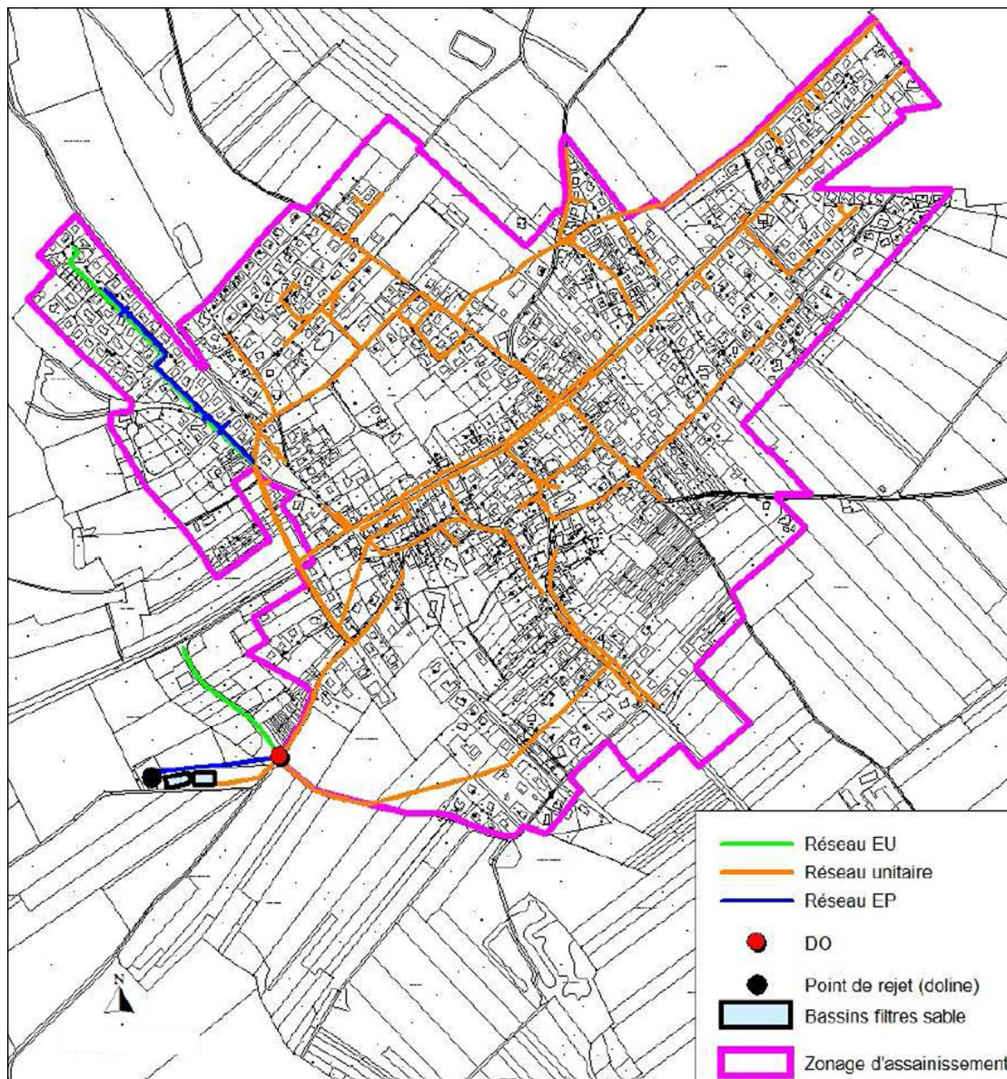 N
Réseau EU
Réseau unitaire
Réseau EP
DO
Point de rejet (doline)
Bassins filtres sable
Zonage d'assainissement